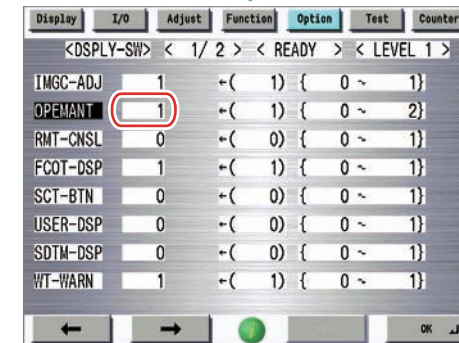 Display I/O Adjust Function Option Test Counter
<DSPLY-SW> < 1/ 2 > < READY > < LEVEL 1 >
IMGC-ADJ 1 ←( 1) { 0 ~ 1}
OPEMANT 1 ←( 1) { 0 ~ 2}
RMT-CNSL 0 ←( 0) { 0 ~ 1}
FCOT-DSP 1 ←( 1) { 0 ~ 1}
SCT-BTN 0 ←( 0) { 0 ~ 1}
USER-DSP 0 ←( 0) { 0 ~ 1}
SDTM-DSP 0 ←( 0) { 0 ~ 1}
WT-WARN 1 ←( 1) { 0 ~ 1}
← → OK